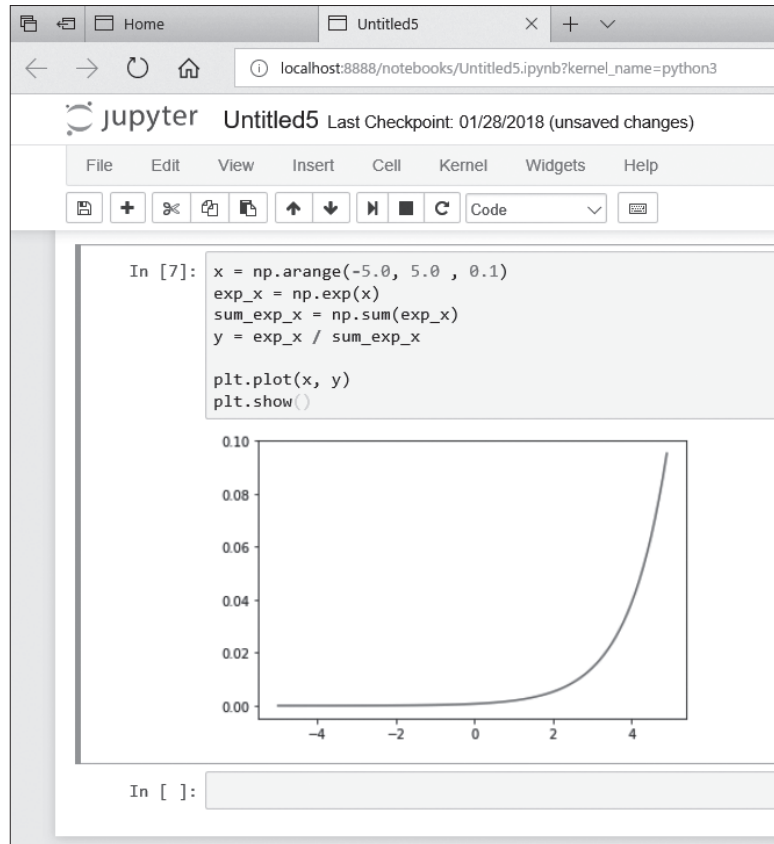 Home
Untitled5
localhost:8888/notebooks/Untitled5.ipynb?kernel_name=python3
jupyter Untitled5 Last Checkpoint: 01/28/2018 (unsaved changes)
File Edit View Insert Cell Kernel Widgets Help
Code
In [7]:
x = np.arange(-5.0, 5.0 , 0.1)
exp_x = np.exp(x)
sum_exp_x = np.sum(exp_x)
y = exp_x / sum_exp_x
plt.plot(x, y)
plt.show()
0.10
0.08
0.06
0.04
0.02
0.00
−4 −2 0 2 4
In [ ]: